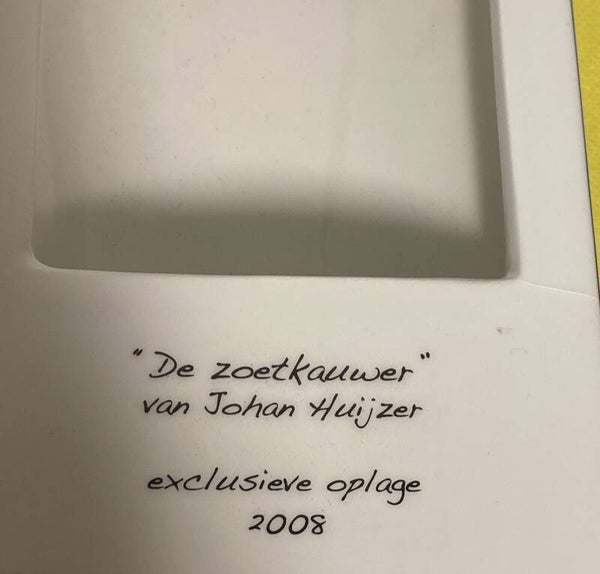 "De zoetkauwer"
van Johan Huijzer
exclusieve oplage
2008